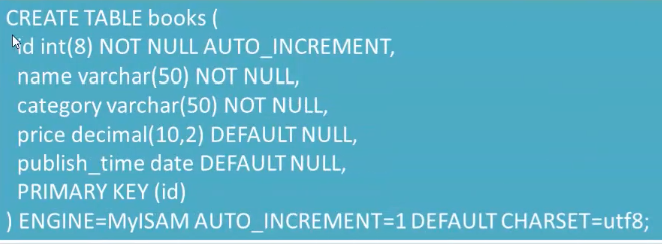 CREATE TABLE books (
id int(8) NOT NULL AUTO_INCREMENT,
name varchar(50) NOT NULL,
category varchar(50) NOT NULL,
price decimal(10,2) DEFAULT NULL,
publish_time date DEFAULT NULL,
PRIMARY KEY (id)
) ENGINE=MyISAM AUTO_INCREMENT=1 DEFAULT CHARSET=utf8;